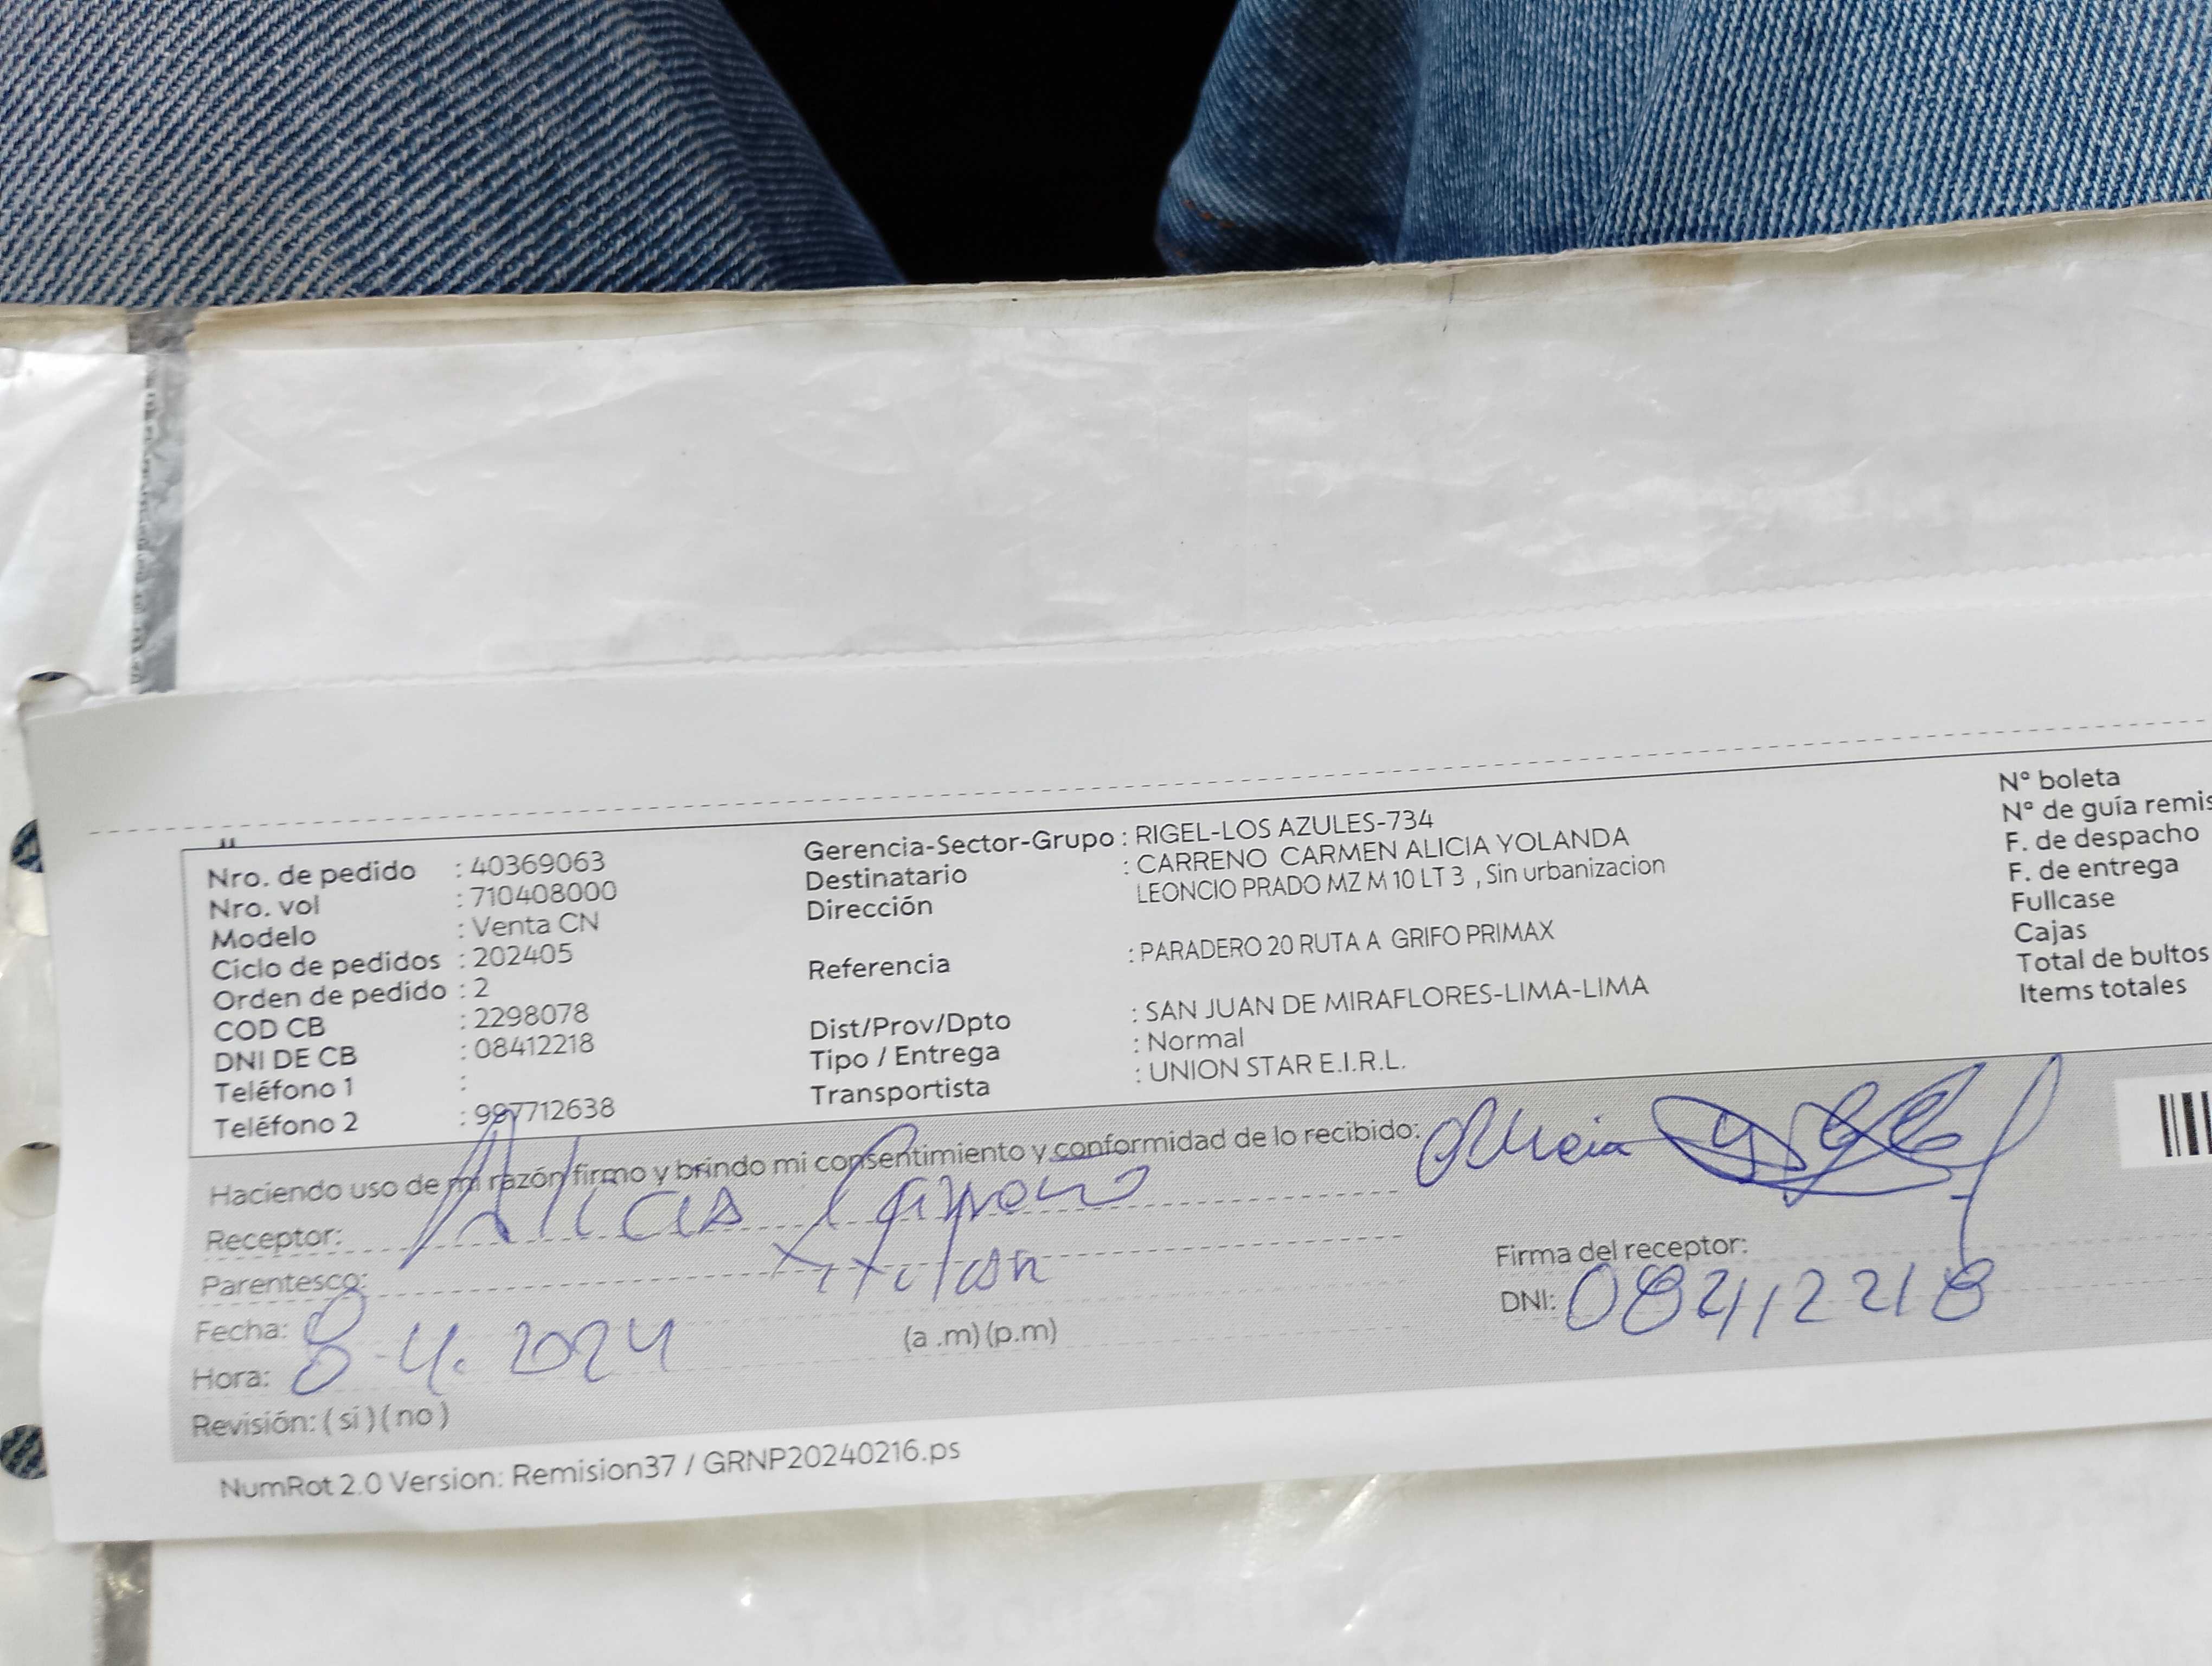 Nro. de pedido : 40369063
Nro. vol : 710408000
Modelo : Venta CN
Ciclo de pedidos : 202405
Orden de pedido : 2
COD CB : 2298078
DNI DE CB : 08412218
Teléfono 1 :
Teléfono 2 : 997712638
Gerencia-Sector-Grupo : RIGEL-LOS AZULES-734
Destinatario : CARRENO CARMEN ALICIA YOLANDA
Dirección LEONCIO PRADO MZ M 10 LT 3 , Sin urbanizacion
Referencia : PARADERO 20 RUTA A GRIFO PRIMAX
Dist/Prov/Dpto : SAN JUAN DE MIRAFLORES-LIMA-LIMA
Tipo / Entrega : Normal
Transportista : UNION STAR E.I.R.L.
N° boleta
N° de guía remis
F. de despacho
F. de entrega
Fullcase
Cajas
Total de bultos
Items totales
Haciendo uso de mi razón firmo y brindo mi consentimiento y conformidad de lo recibido:
Receptor: Alicia Carreño
Parentesco:
Fecha: 8-4.2024
Hora: (a .m) (p.m)
Revisión: ( si ) ( no )
Alicia
Firma del receptor:
DNI: 08412218
NumRot 2.0 Version: Remision37 / GRNP20240216.ps